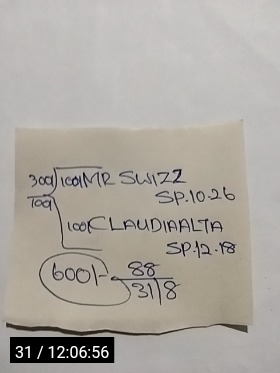 300/ 100/ MR SWIZZ
SP.10-26
700/
100/ CLAUDIAALTA
SP.12-18
600/- 88
31/8
31 / 12:06:56